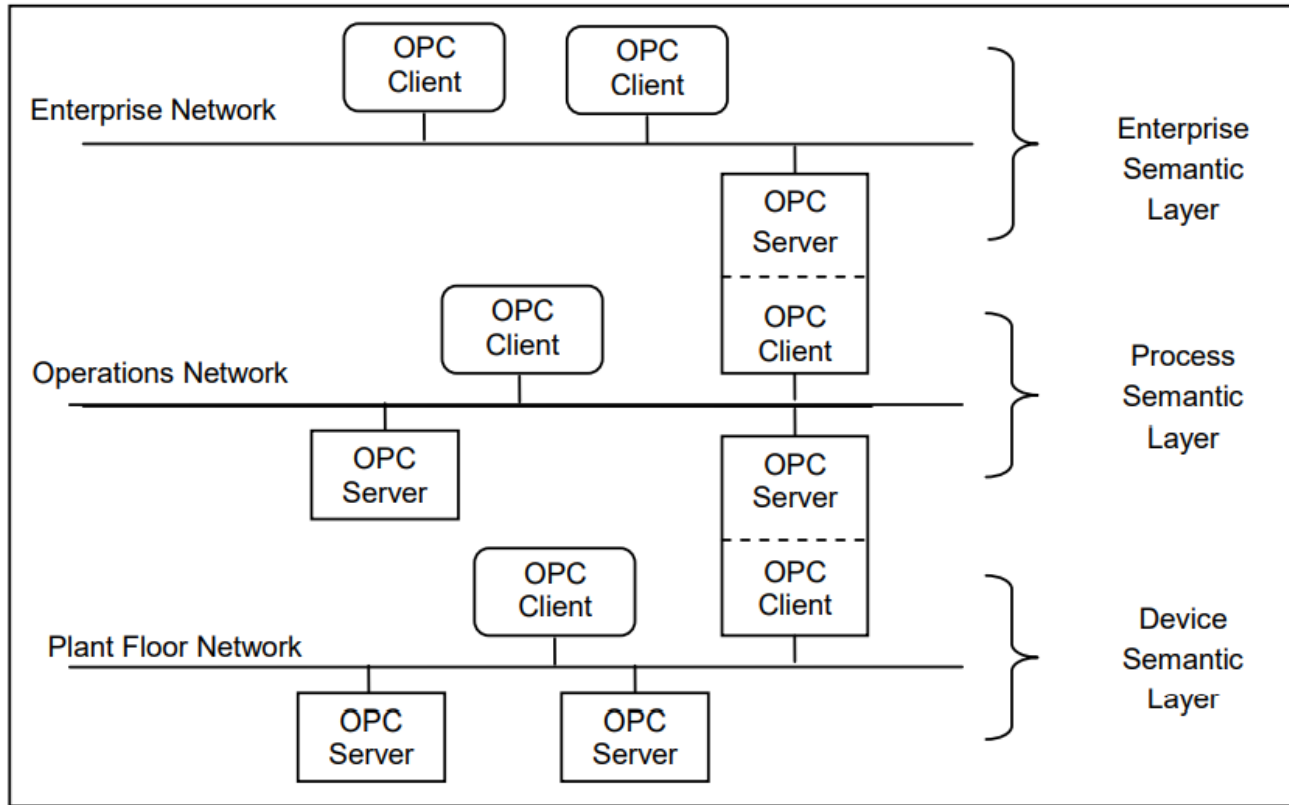 OPC
Client
OPC
Client
Enterprise Network
Enterprise
Semantic
Layer
OPC
Server
OPC
Client
OPC
Client
Operations Network
Process
Semantic
Layer
OPC
Server
OPC
Server
OPC
Client
OPC
Client
Plant Floor Network
Device
Semantic
Layer
OPC
Server
OPC
Server